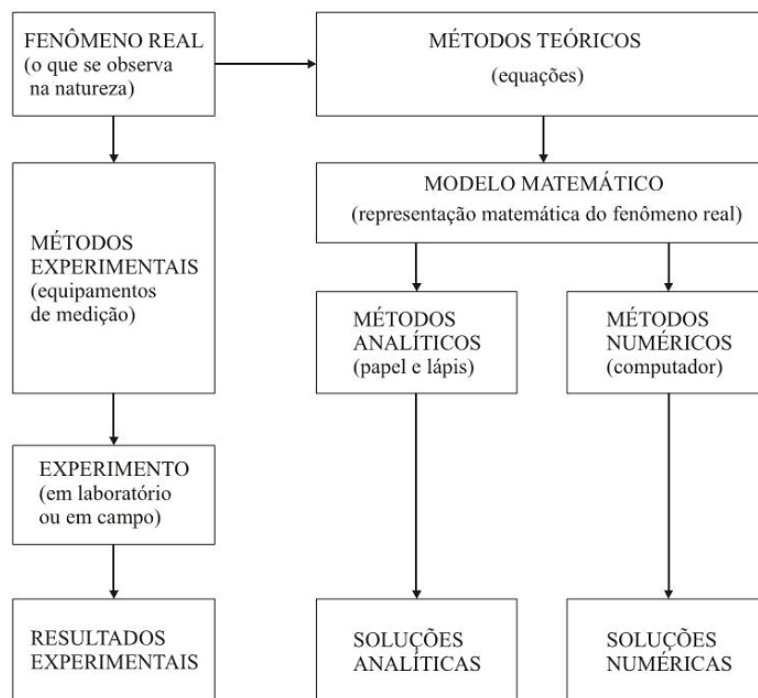 FENÔMENO REAL
(o que se observa
na natureza)
MÉTODOS TEÓRICOS
(equações)
MÉTODOS
EXPERIMENTAIS
(equipamentos
de medição)
MODELO MATEMÁTICO
(representação matemática do fenômeno real)
MÉTODOS
ANALÍTICOS
(papel e lápis)
MÉTODOS
NUMÉRICOS
(computador)
EXPERIMENTO
(em laboratório
ou em campo)
RESULTADOS
EXPERIMENTAIS
SOLUÇÕES
ANALÍTICAS
SOLUÇÕES
NUMÉRICAS